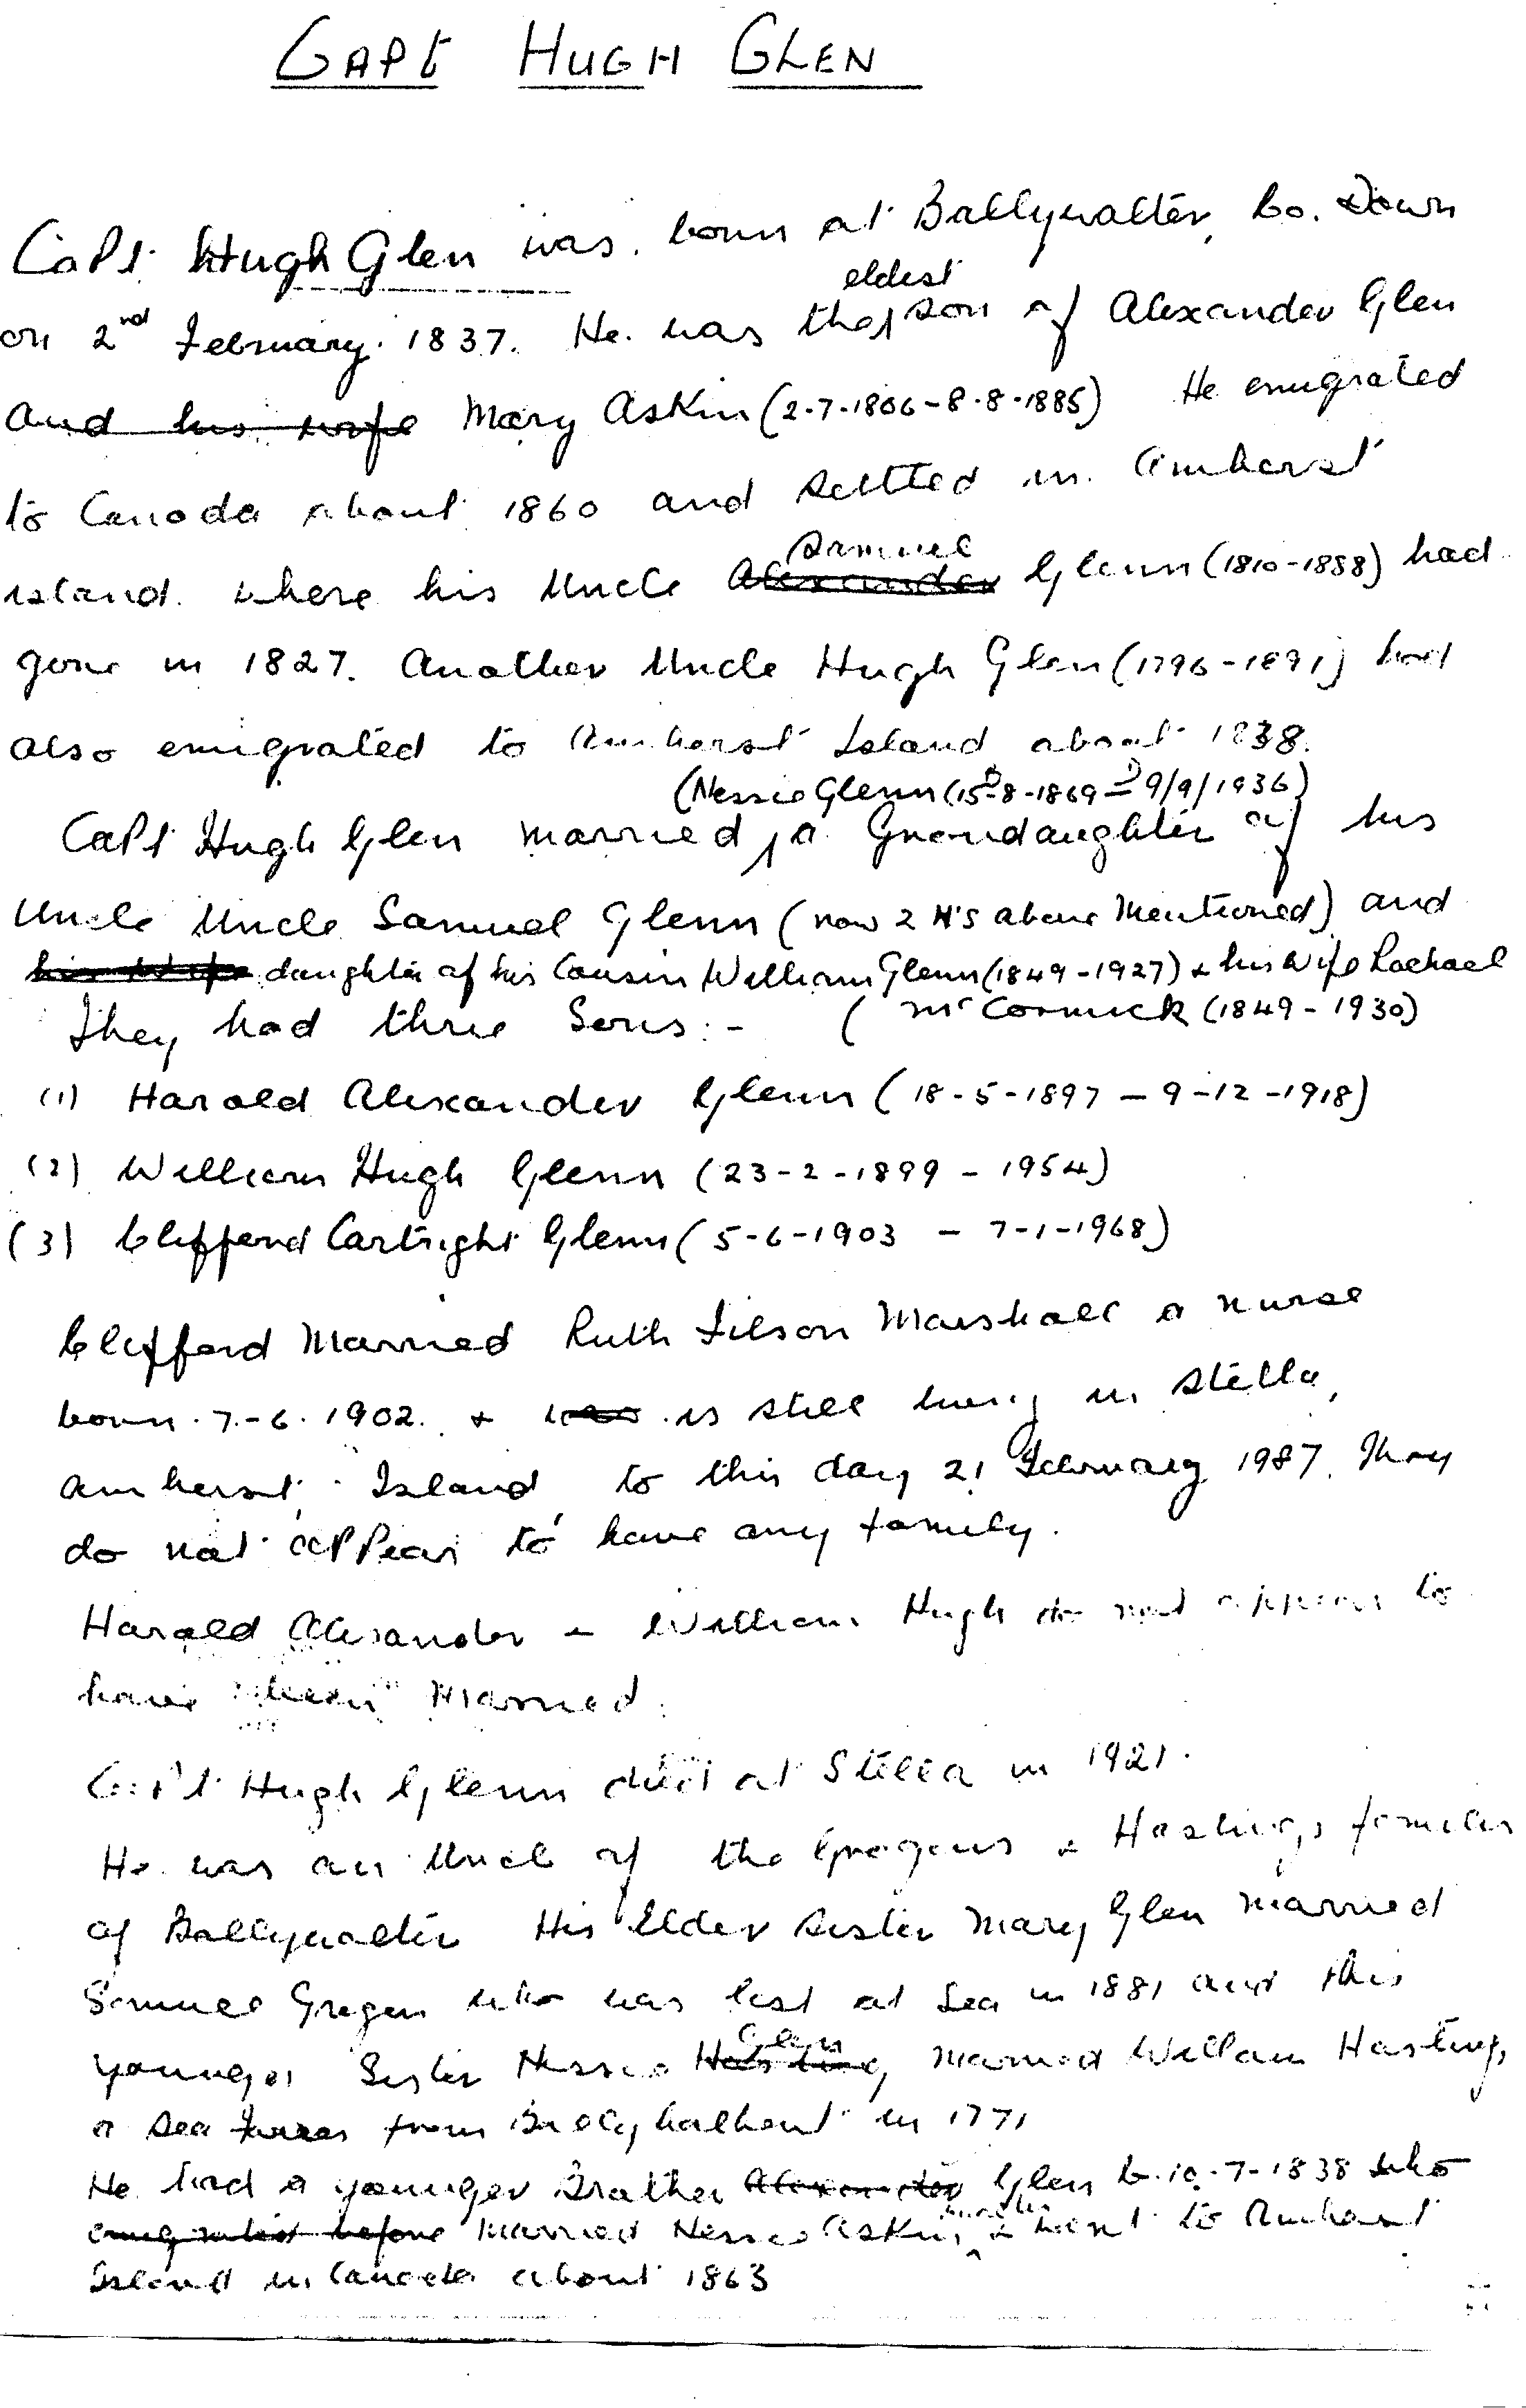 CAPt HUGH GLEN
Capt Hugh Glen was born at Ballywalter, Co. Down
eldest
on 2nd February 1837. He was the son of Alexander Glen
and his wife Mary Askin (2-7-1806-8-8-1885) He emigrated
to Canada about 1860 and settled in Amherst
Samuel
island where his Uncle Alexander Glenn (1810-1888) had
gone in 1827. Another Uncle Hugh Glen (1796-1891) had
also emigrated to Amherst Island about 1838.
(Nessie Glenn (15-8-1869 - 9/9/1936)
Capt Hugh Glen married a Grandaughter of his
Uncle Uncle Samuel Glenn (now 2 N's above mentioned) and
his wife daughter of his Cousin William Glenn (1849-1927) & his wife Rachael
They had three Sons:- ( McCormick (1849-1930)
(1) Harold Alexander Glenn (18-5-1897 - 9-12-1918)
(2) William Hugh Glenn (23-2-1899 - 1954)
(3) Clifford Cartright Glenn (5-6-1903 - 7-1-1968)
Clifford Married Ruth Filson Marshall a nurse
born 7-6-1902. & is still living in Stella,
Amherst Island to this day 21 February 1987. They
do not appear to have any family.
Harold Alexander & William Hugh do not appear to
have been married.
Capt Hugh Glenn died at Stella in 1921.
He was an Uncle of the Gregans & Hastings families
of Ballywalter His Elder sister Mary Glen married
Samuel Gregan who was lost at Sea in 1881 and this
Glen
younger Sister Nessie Hasting married William Hastings
a Sea from Ballyhalbert in 1771
He had a younger Brother Alexander Glen b. 10-7-1838 who
emigrated before married Nessie Askin & went to Amherst
Island in Canada about 1863